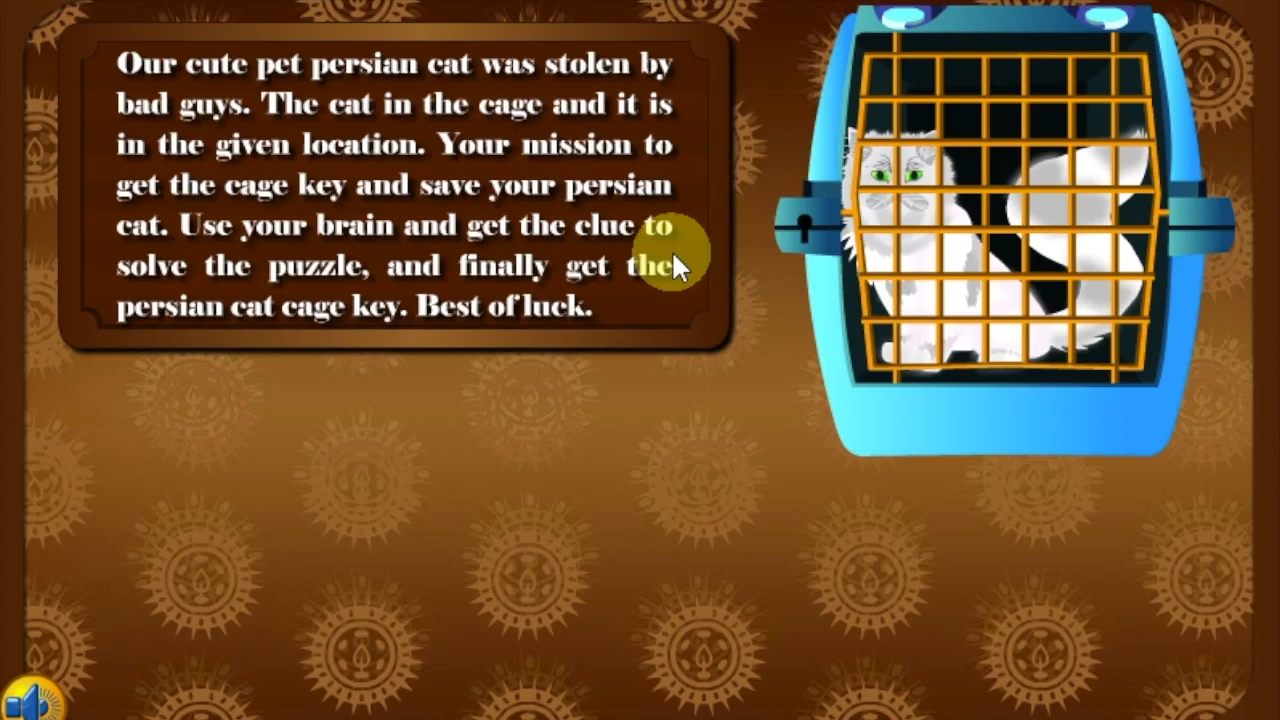 Our cute pet persian cat was stolen by
bad guys. The cat in the cage and it is
in the given location. Your mission to
get the cage key and save your persian
cat. Use your brain and get the clue to
solve the puzzle, and finally get the
persian cat cage key. Best of luck.